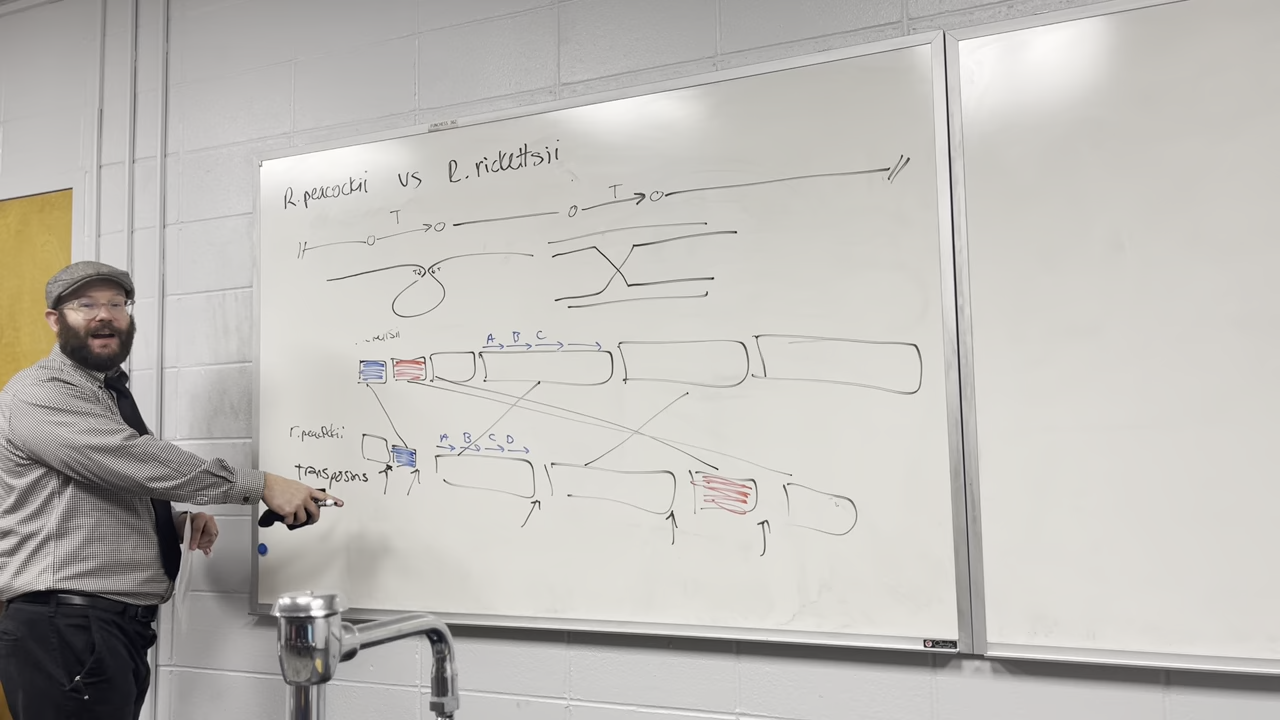 R. peacockii vs R. rickettsii
T T
A B C
r. peacockii
A B C D
transposons